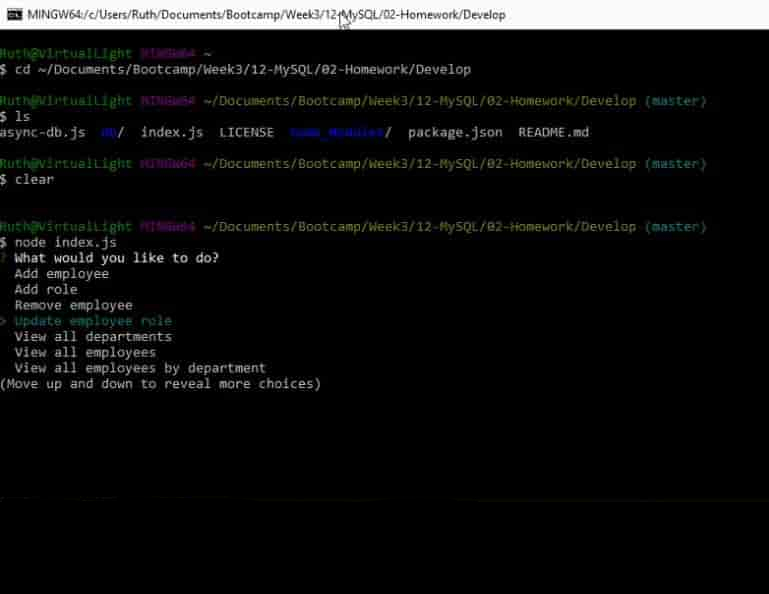 MINGW64:/c/Users/Ruth/Documents/Bootcamp/Week3/12-MySQL/02-Homework/Develop
Ruth@VirtualLight MINGW64 ~
$ cd ~/Documents/Bootcamp/Week3/12-MySQL/02-Homework/Develop
Ruth@VirtualLight MINGW64 ~/Documents/Bootcamp/Week3/12-MySQL/02-Homework/Develop (master)
$ ls
async-db.js db/ index.js LICENSE node_modules/ package.json README.md
Ruth@VirtualLight MINGW64 ~/Documents/Bootcamp/Week3/12-MySQL/02-Homework/Develop (master)
$ clear
Ruth@VirtualLight MINGW64 ~/Documents/Bootcamp/Week3/12-MySQL/02-Homework/Develop (master)
$ node index.js
? What would you like to do?
Add employee
Add role
Remove employee
> Update employee role
View all departments
View all employees
View all employees by department
(Move up and down to reveal more choices)